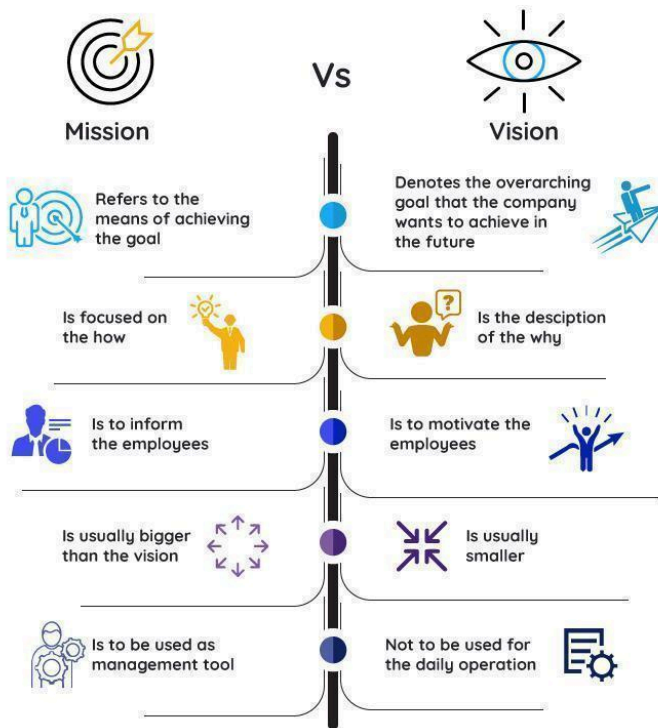 Vs
Mission
Vision
Refers to the
means of achieving
the goal
Denotes the overarching
goal that the company
wants to achieve in
the future
Is focused on
the how
?
Is the desciption
of the why
Is to inform
the employees
Is to motivate the
employees
Is usually bigger
than the vision
Is usually
smaller
Is to be used as
management tool
Not to be used for
the daily operation